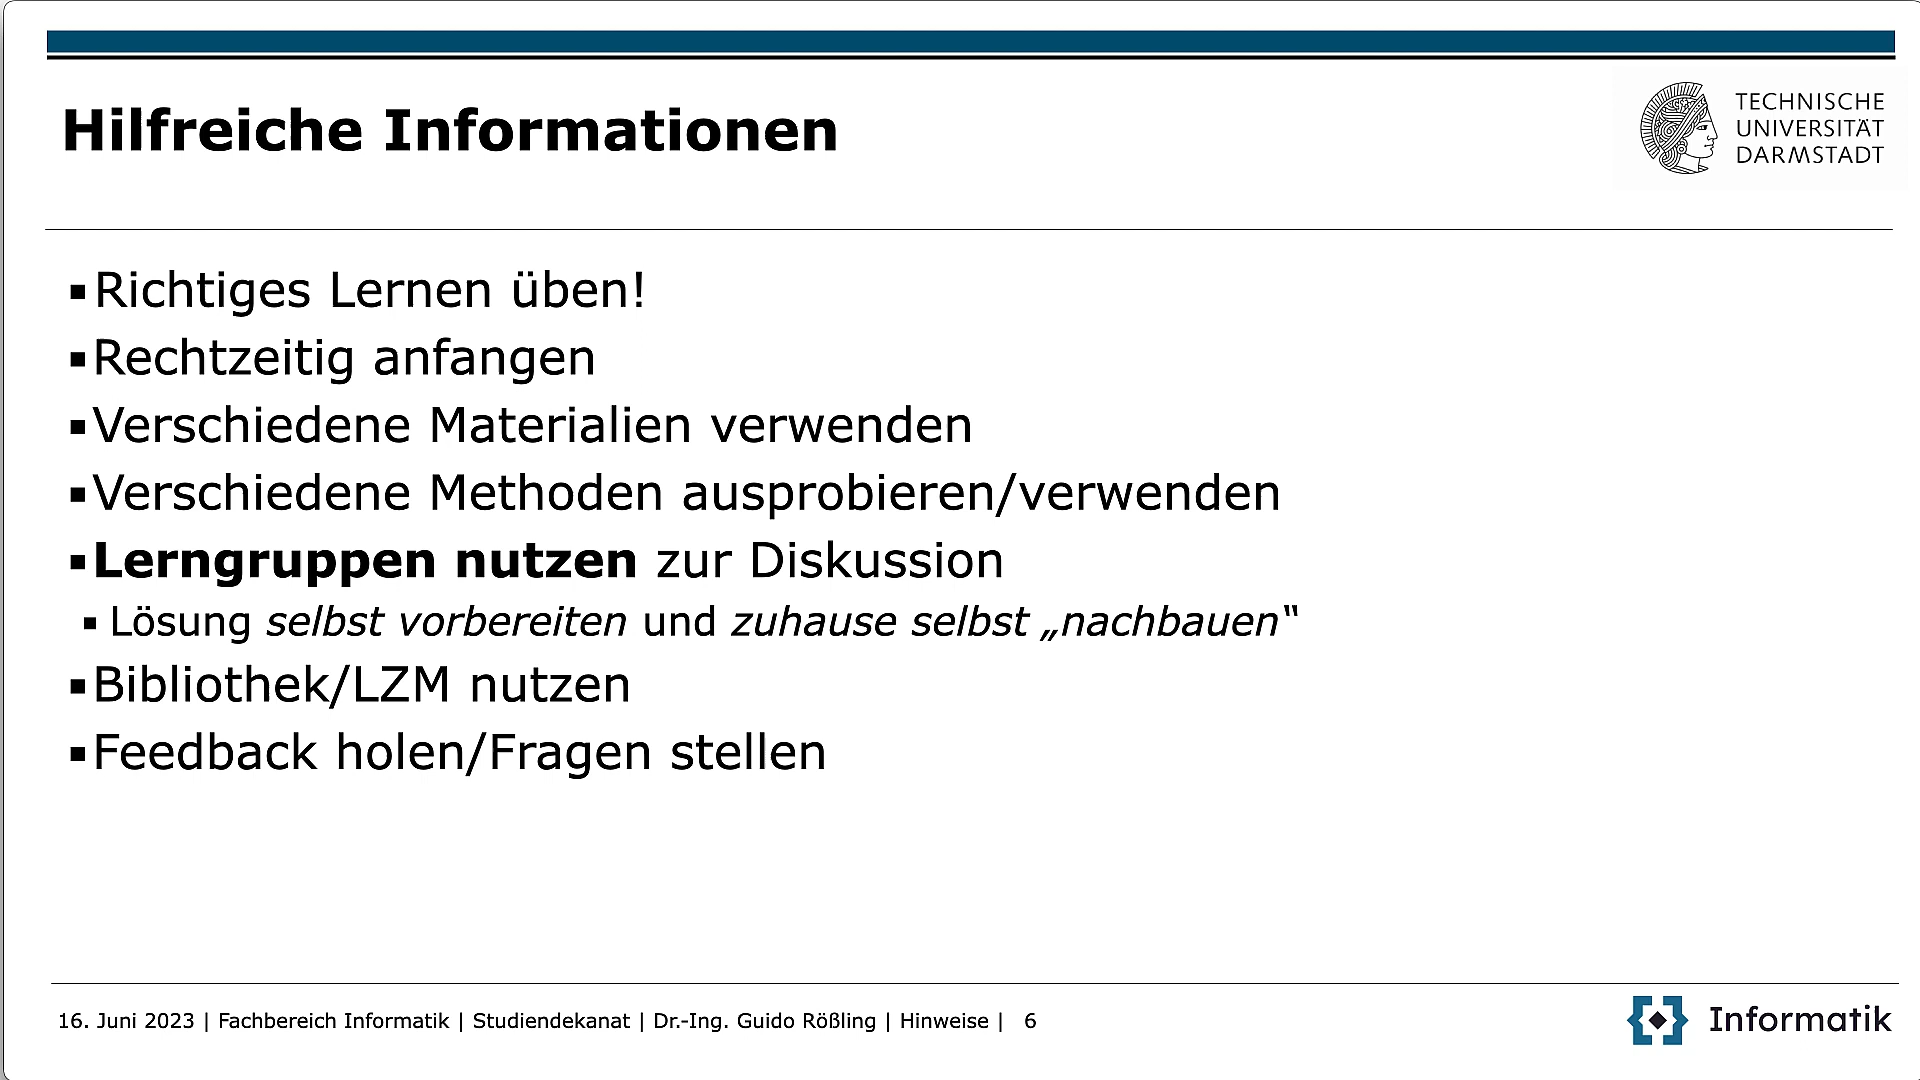 Hilfreiche Informationen
TECHNISCHE
UNIVERSITÄT
DARMSTADT
▪Richtiges Lernen üben!
▪Rechtzeitig anfangen
▪Verschiedene Materialien verwenden
▪Verschiedene Methoden ausprobieren/verwenden
▪Lerngruppen nutzen zur Diskussion
▪ Lösung selbst vorbereiten und zuhause selbst „nachbauen“
▪Bibliothek/LZM nutzen
▪Feedback holen/Fragen stellen
16. Juni 2023 | Fachbereich Informatik | Studiendekanat | Dr.-Ing. Guido Rößling | Hinweise | 6
Informatik